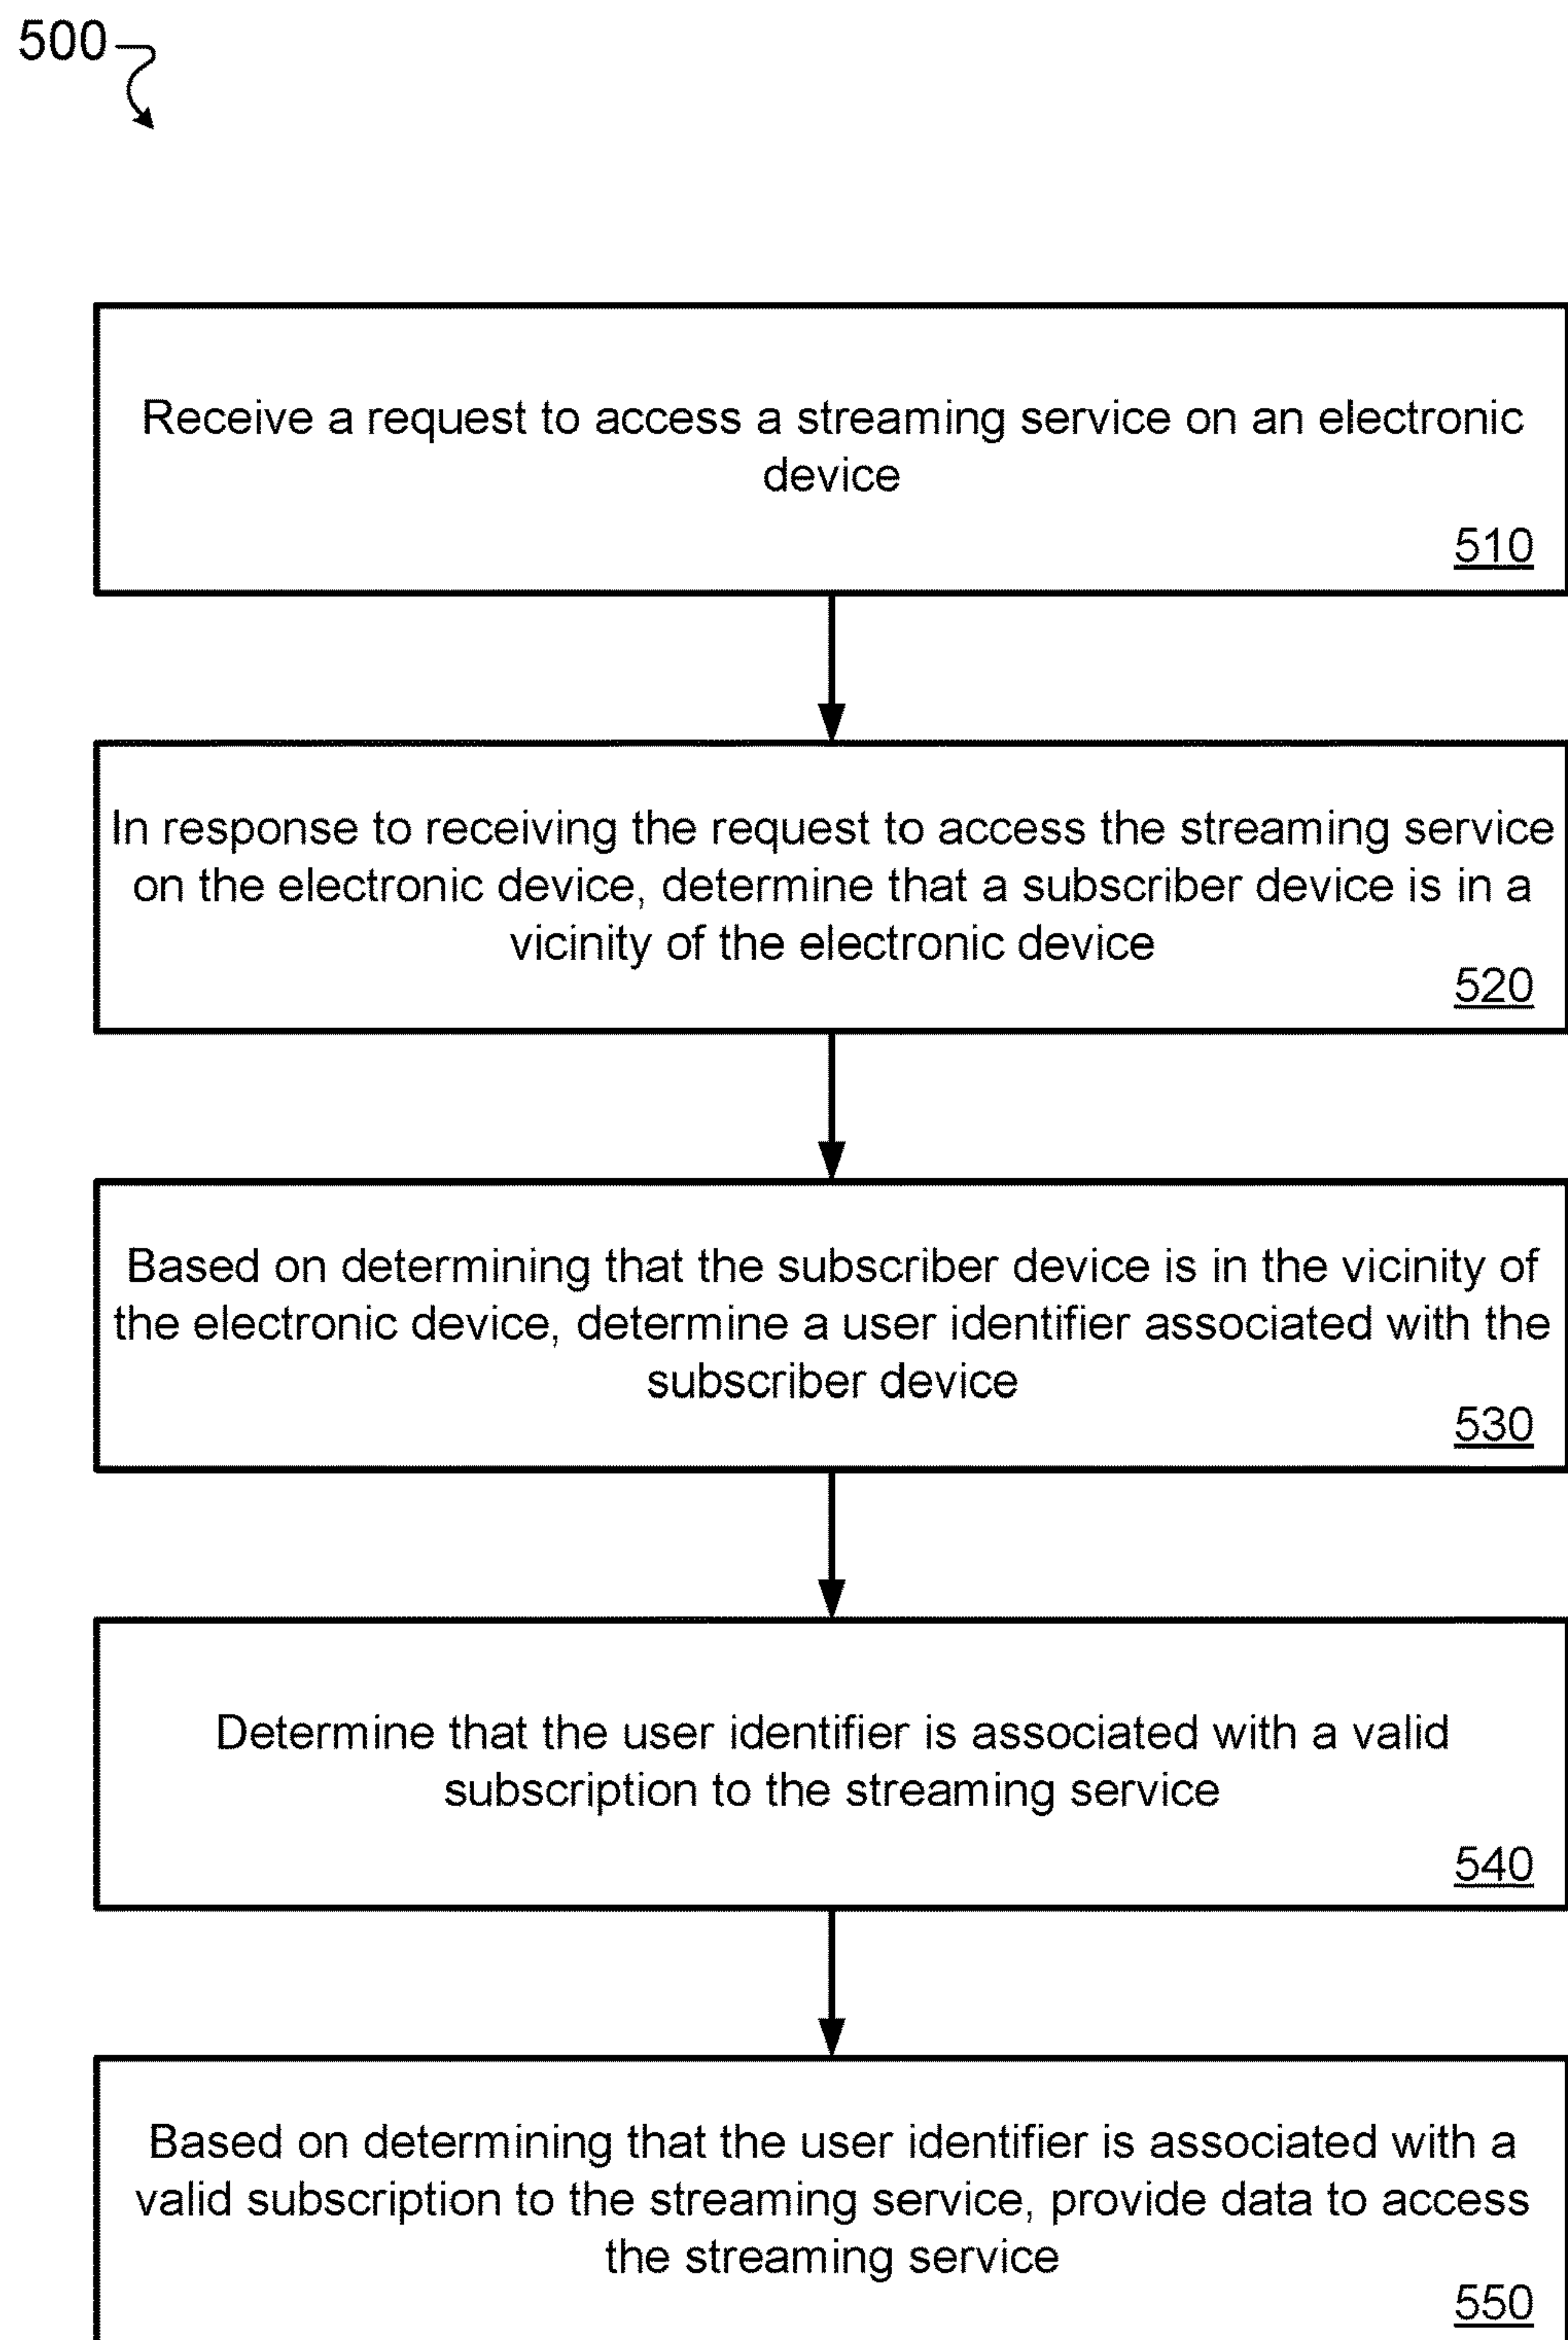 500
Receive a request to access a streaming service on an electronic
device
510
In response to receiving the request to access the streaming service
on the electronic device, determine that a subscriber device is in a
vicinity of the electronic device
520
Based on determining that the subscriber device is in the vicinity of
the electronic device, determine a user identifier associated with the
subscriber device
530
Determine that the user identifier is associated with a valid
subscription to the streaming service
540
Based on determining that the user identifier is associated with a
valid subscription to the streaming service, provide data to access
the streaming service
550